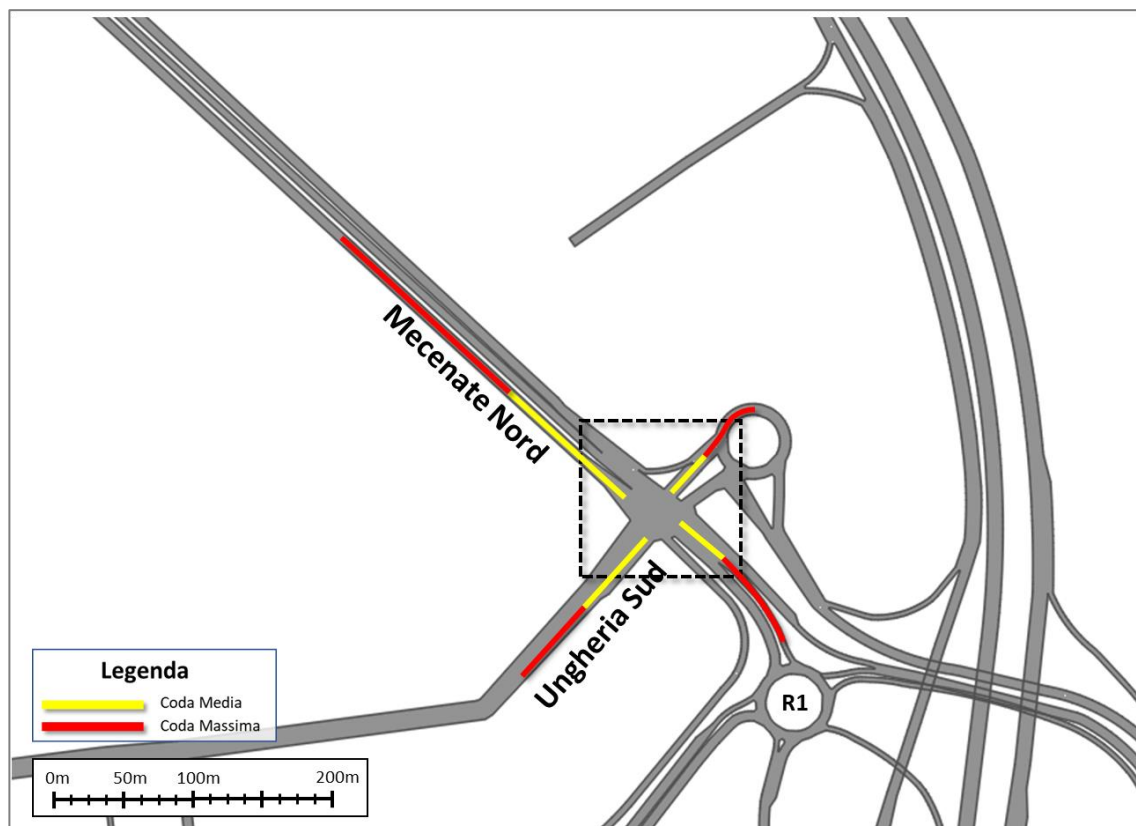 Mecenate Nord
Ungheria Sud
R1
Legenda
Coda Media
Coda Massima
0m 50m 100m 200m